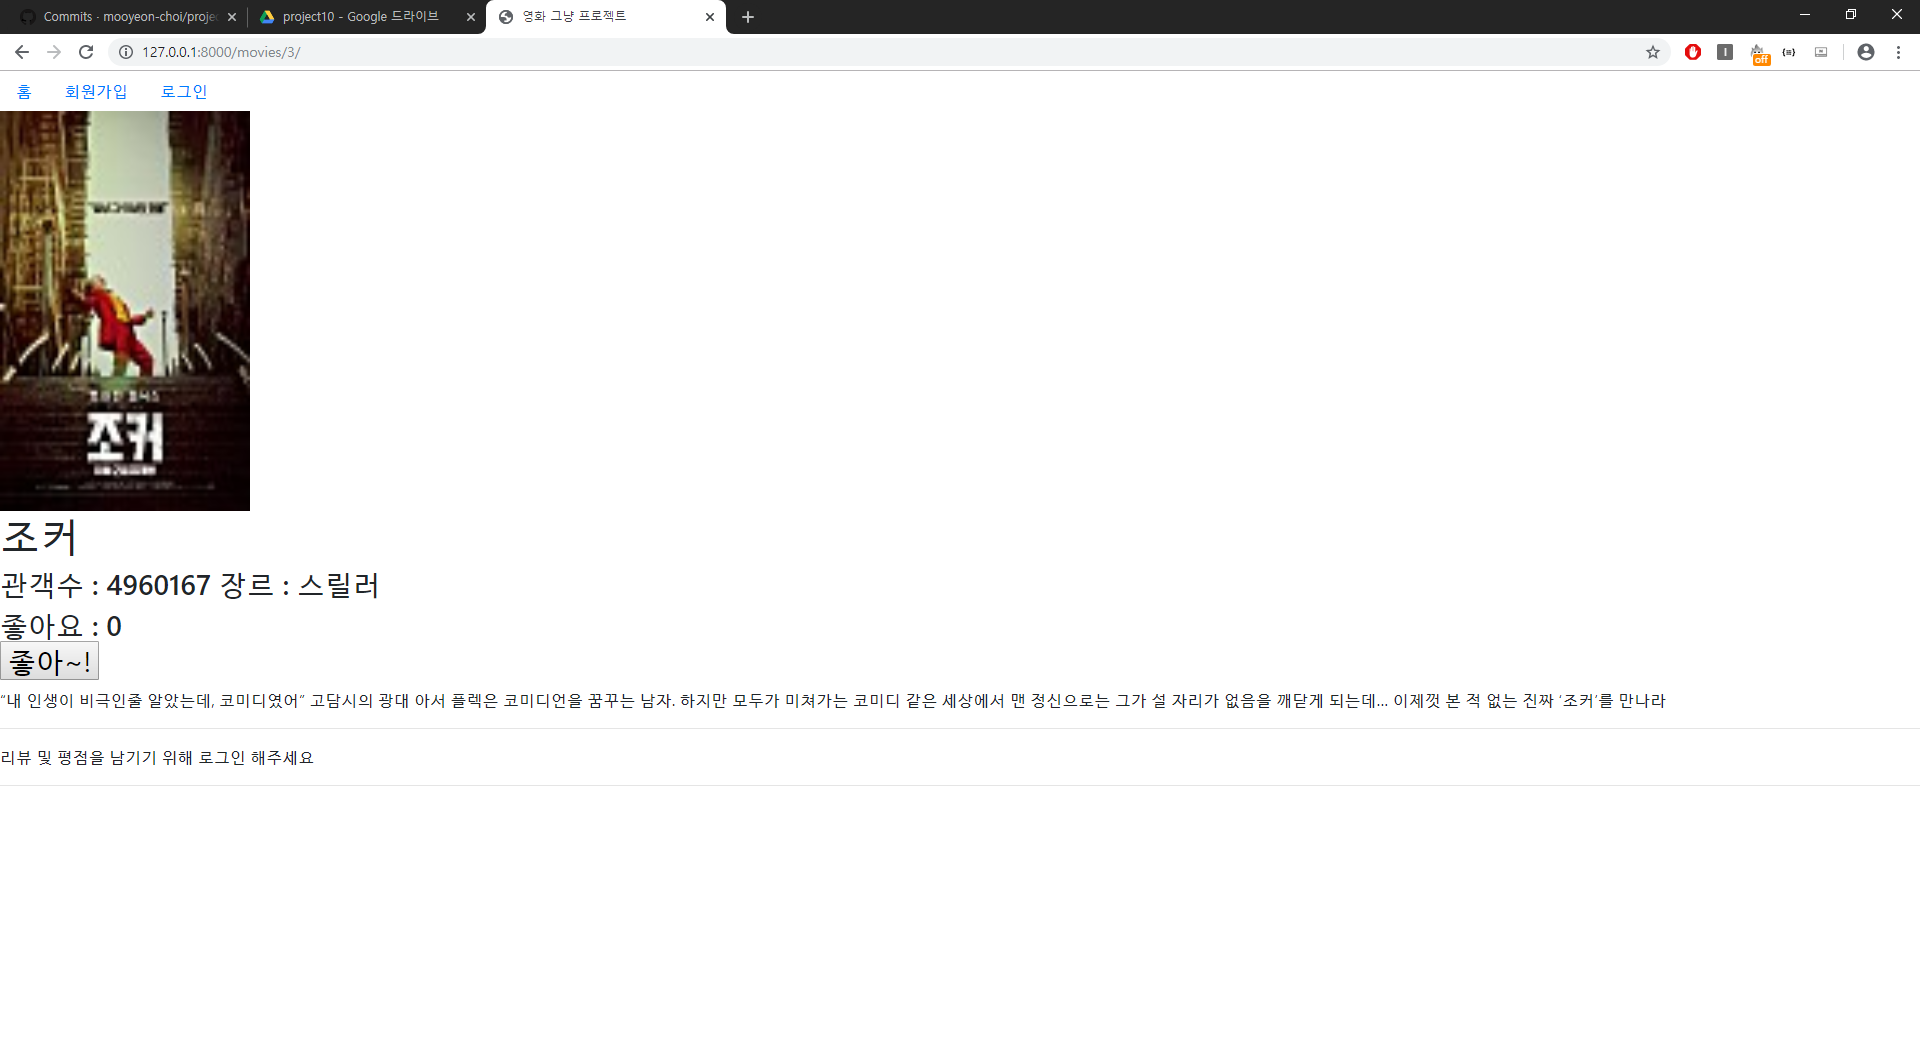 Commits · mooyeon-choi/proje
project10 - Google 드라이브
영화 그냥 프로젝트
127.0.0.1:8000/movies/3/
off
홈 회원가입 로그인
조커
조커
관객수 : 4960167 장르 : 스릴러
좋아요 : 0
좋아~!
“내 인생이 비극인줄 알았는데, 코미디였어” 고담시의 광대 아서 플렉은 코미디언을 꿈꾸는 남자. 하지만 모두가 미쳐가는 코미디 같은 세상에서 맨 정신으로는 그가 설 자리가 없음을 깨닫게 되는데… 이제껏 본 적 없는 진짜 ‘조커’를 만나라
리뷰 및 평점을 남기기 위해 로그인 해주세요